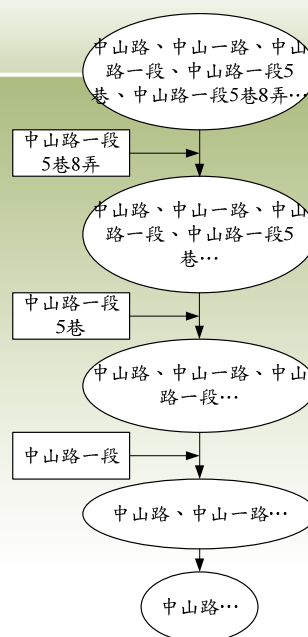 中山路、中山一路、中山
路一段、中山路一段5
巷、中山路一段5巷8弄…
中山路一段
5巷8弄
中山路、中山一路、中山
路一段、中山路一段5
巷…
中山路一段
5巷
中山路、中山一路、中山
路一段…
中山路一段
中山路、中山一路…
中山路…